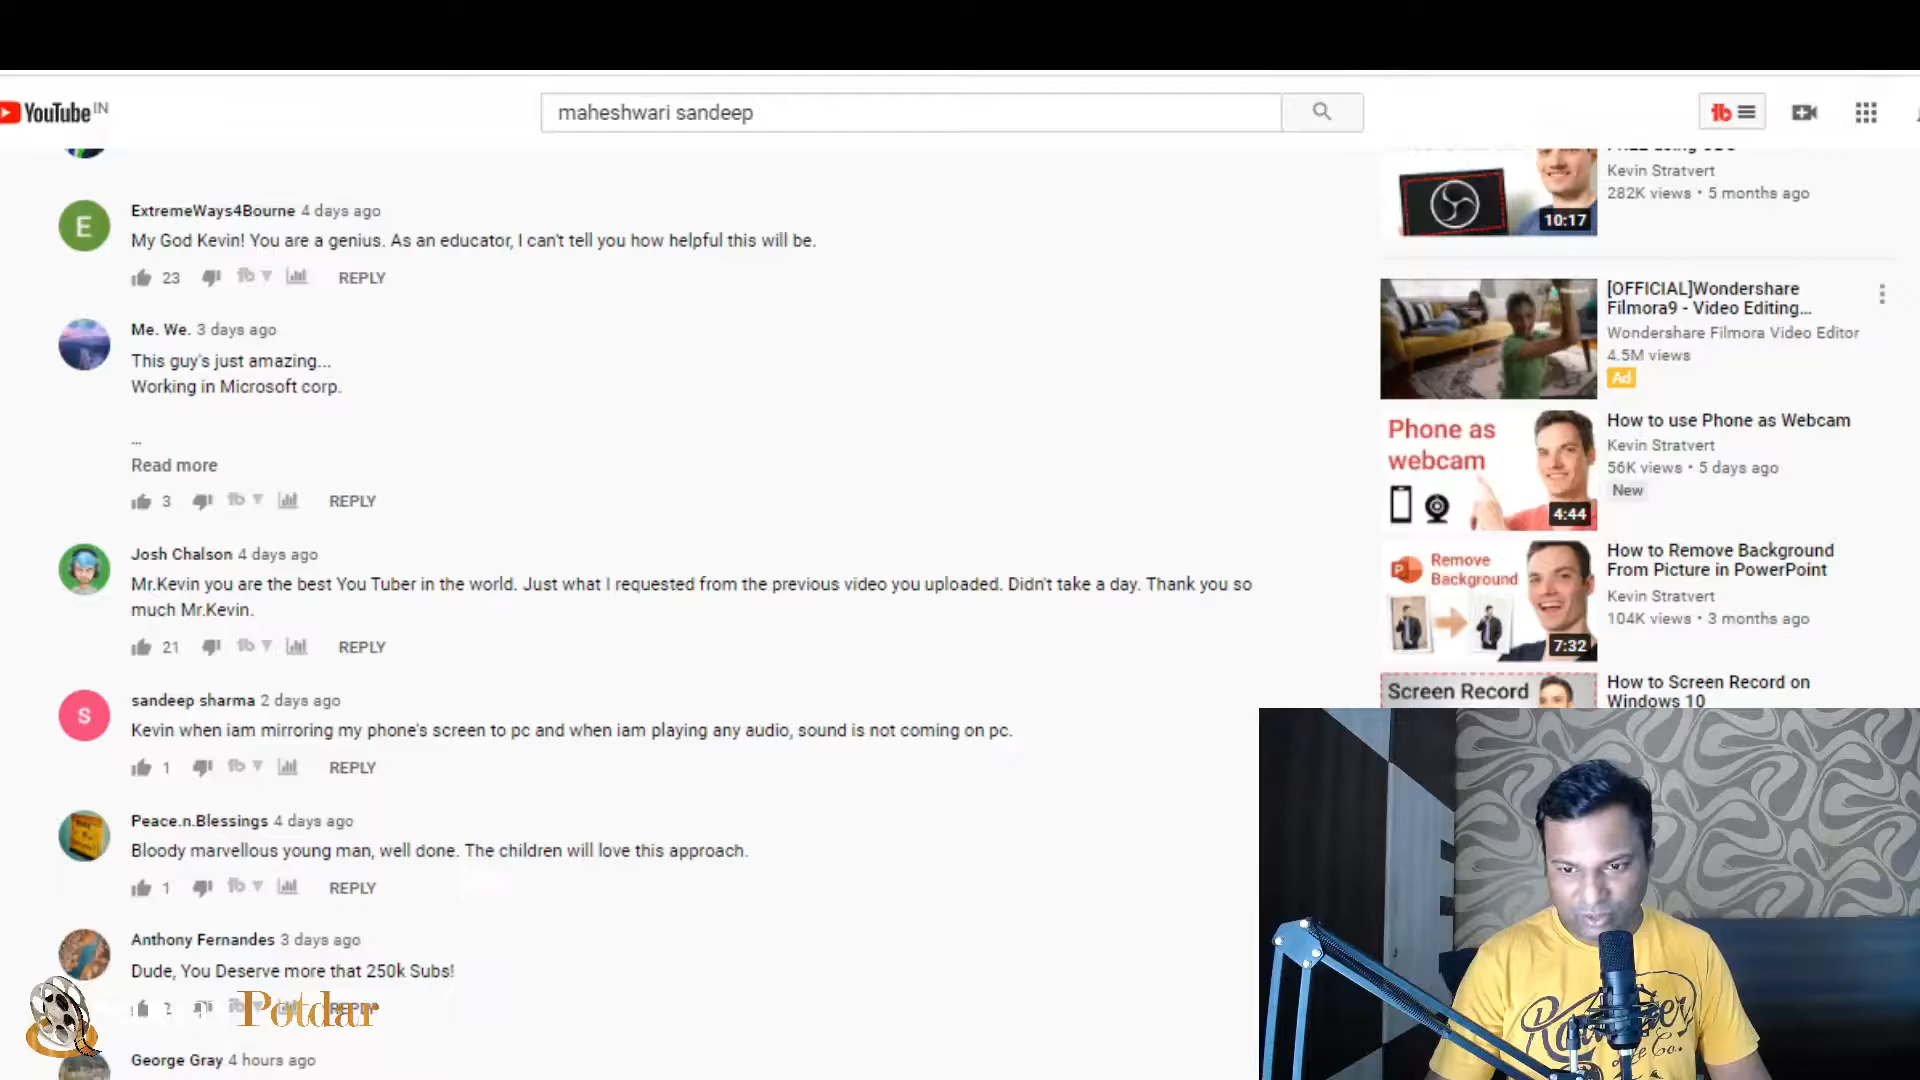 YouTube IN
maheshwari sandeep
ExtremeWays4Bourne 4 days ago
My God Kevin! You are a genius. As an educator, I can't tell you how helpful this will be.
23 REPLY
Me. We. 3 days ago
This guy's just amazing...
Working in Microsoft corp.
...
Read more
3 REPLY
Josh Chalson 4 days ago
Mr.Kevin you are the best You Tuber in the world. Just what I requested from the previous video you uploaded. Didn't take a day. Thank you so
much Mr.Kevin.
21 REPLY
S
sandeep sharma 2 days ago
Kevin when iam mirroring my phone's screen to pc and when iam playing any audio, sound is not coming on pc.
1 REPLY
Peace.n.Blessings 4 days ago
Bloody marvellous young man, well done. The children will love this approach.
1 REPLY
Anthony Fernandes 3 days ago
Dude, You Deserve more that 250k Subs!
2 REPLY
Potdar
George Gray 4 hours ago
E
Kevin Stratvert
282K views • 5 months ago
10:17
[OFFICIAL]Wondershare
Filmora9 - Video Editing...
Wondershare Filmora Video Editor
4.5M views
Ad
Phone as
webcam
4:44
How to use Phone as Webcam
Kevin Stratvert
56K views • 5 days ago
New
Remove
Background
7:32
How to Remove Background
From Picture in PowerPoint
Kevin Stratvert
104K views • 3 months ago
Screen Record
How to Screen Record on
Windows 10